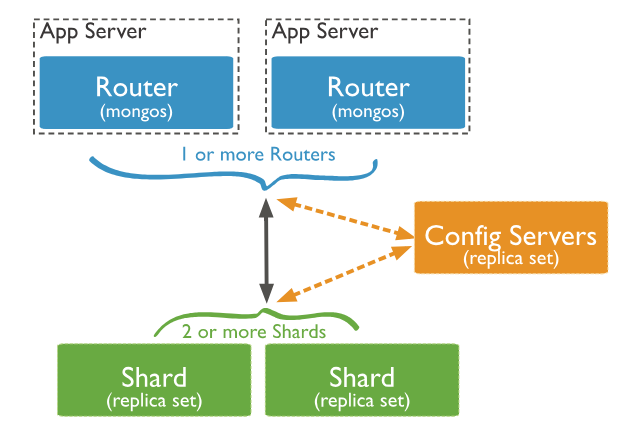 App Server
App Server
Router
(mongos)
Router
(mongos)
1 or more Routers
Config Servers
(replica set)
2 or more Shards
Shard
(replica set)
Shard
(replica set)